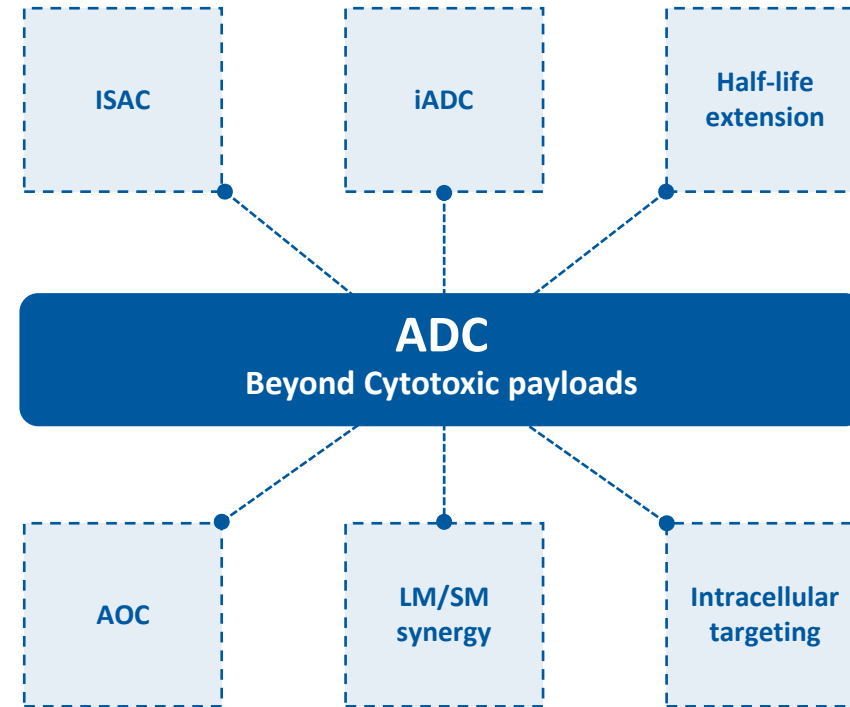 ISAC
iADC
Half-life
extension
ADC
Beyond Cytotoxic payloads
AOC
LM/SM
synergy
Intracellular
targeting